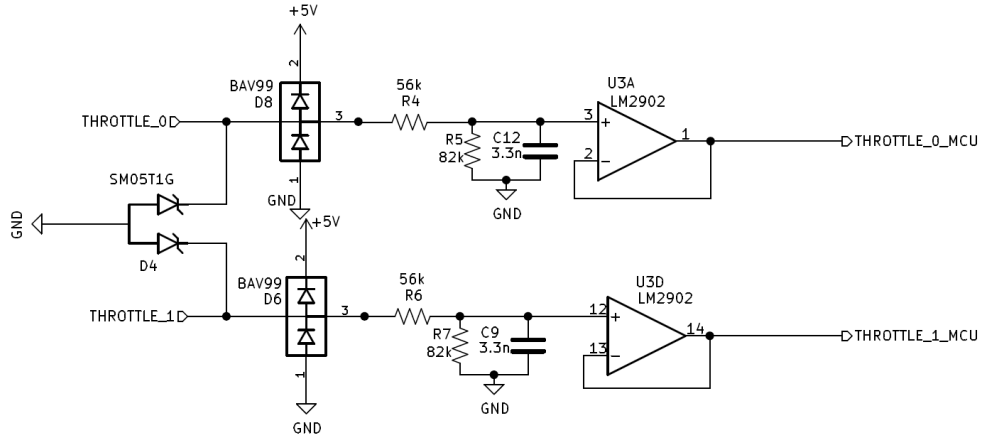 +5V
2
BAV99
D8
THROTTLE_0
3
1
GND
56k
R4
R5
82k
C12
3.3n
GND
U3A
LM2902
3
+
2
−
1
THROTTLE_0_MCU
SM05T1G
GND
D4
+5V
2
BAV99
D6
THROTTLE_1
3
1
GND
56k
R6
R7
82k
C9
3.3n
GND
U3D
LM2902
12
+
13
−
14
THROTTLE_1_MCU